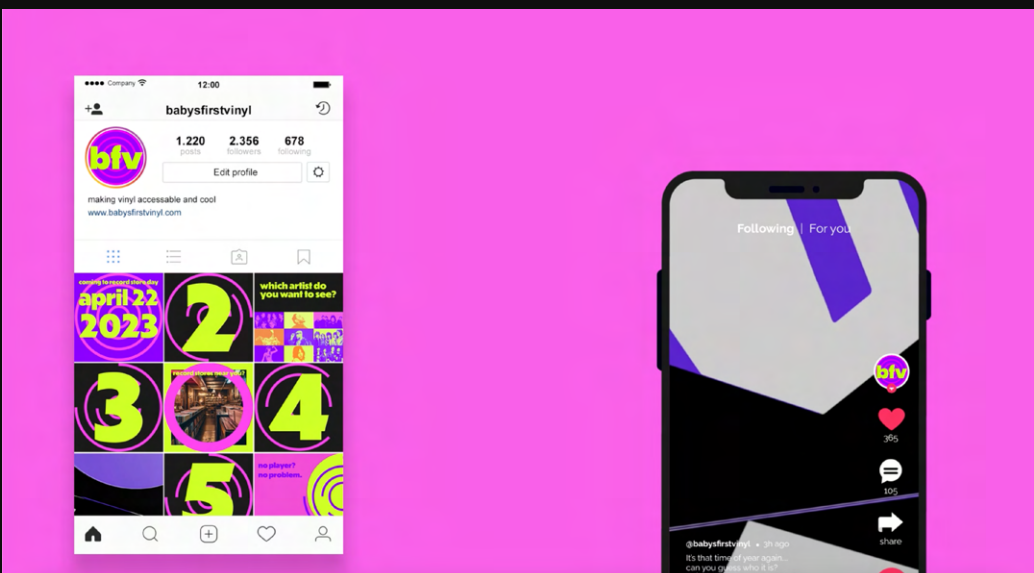 Company
12:00
babysfirstvinyl
bfv
1.220 2.356 678
posts followers following
Edit profile
making vinyl accessable and cool
www.babysfirstvinyl.com
coming to record store day
april 22
2023
2
which artist do
you want to see?
3
record stores near you?
4
5
no player?
no problem.
Following | For you
bfv
365
105
share
@babysfirstvinyl • 3h ago
It's that time of year again...
can you guess who it is?